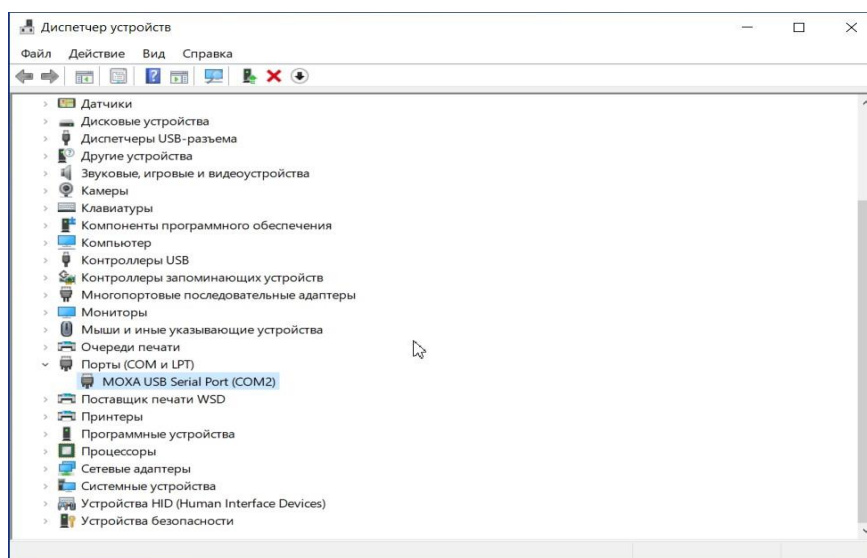 Диспетчер устройств
Файл Действие Вид Справка
Датчики
Дисковые устройства
Диспетчеры USB-разъема
Другие устройства
Звуковые, игровые и видеоустройства
Камеры
Клавиатуры
Компоненты программного обеспечения
Компьютер
Контроллеры USB
Контроллеры запоминающих устройств
Многопортовые последовательные адаптеры
Мониторы
Мыши и иные указывающие устройства
Очереди печати
Порты (COM и LPT)
MOXA USB Serial Port (COM2)
Поставщик печати WSD
Принтеры
Программные устройства
Процессоры
Сетевые адаптеры
Системные устройства
Устройства HID (Human Interface Devices)
Устройства безопасности